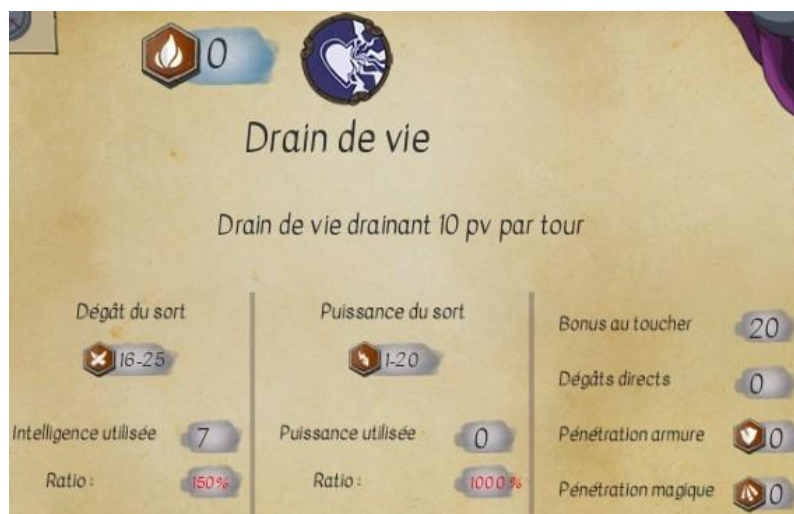 0
Drain de vie
Drain de vie drainant 10 pv par tour
Dégât du sort
16-25
Intelligence utilisée 7
Ratio : 150%
Puissance du sort
1-20
Puissance utilisée 0
Ratio : 1000 %
Bonus au toucher 20
Dégâts directs 0
Pénétration armure 0
Pénétration magique 0